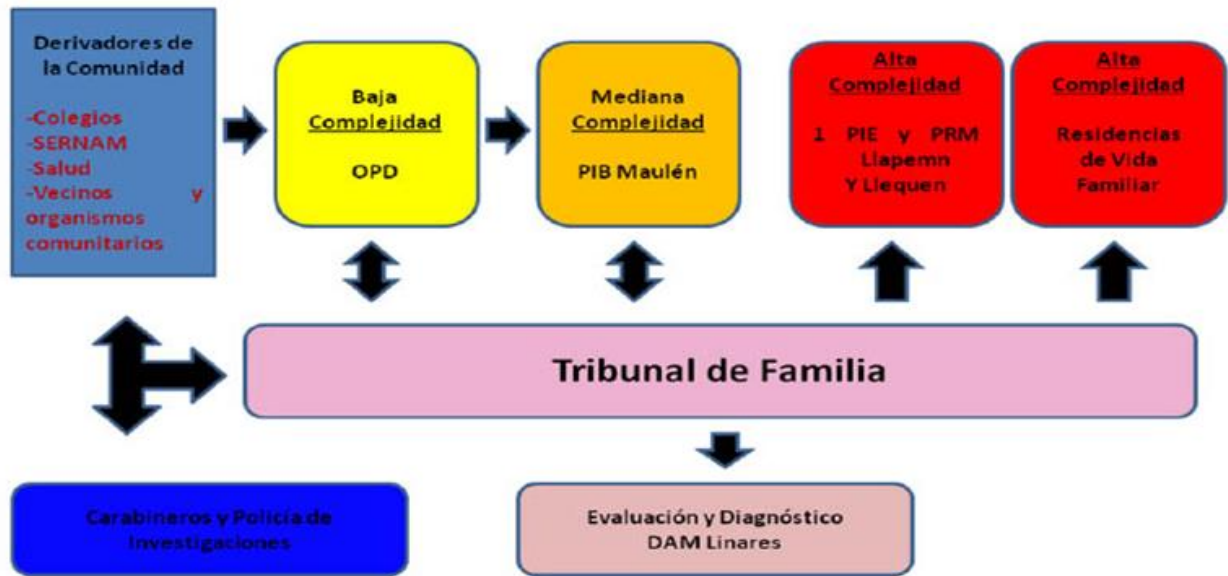 Derivadores de
la Comunidad
-Colegios
-SERNAM
-Salud
-Vecinos y
organismos
comunitarios
Baja
Complejidad
OPD
Mediana
Complejidad
PIB Maulén
Alta
Complejidad
1 PIE y PRM
Llapemn
Y Llequen
Alta
Complejidad
Residencias
de Vida
Familiar
Tribunal de Familia
Carabineros y Policía de
Investigaciones
Evaluación y Diagnóstico
DAM Linares